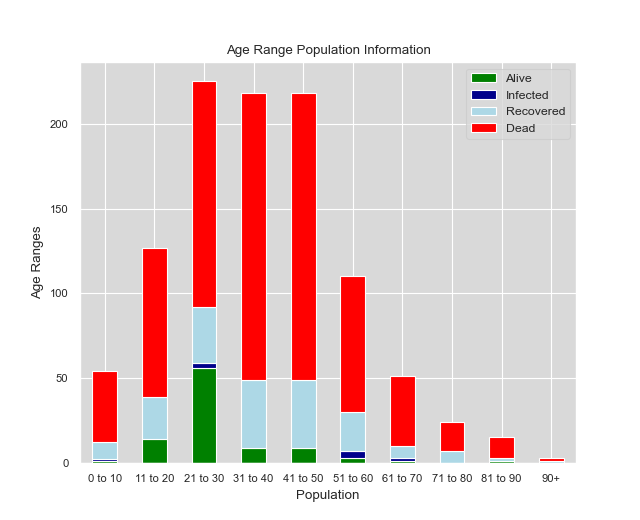 Age Range Population Information
Alive
Infected
Recovered
Dead
200
150
100
50
0
Age Ranges
0 to 10 11 to 20 21 to 30 31 to 40 41 to 50 51 to 60 61 to 70 71 to 80 81 to 90 90+
Population